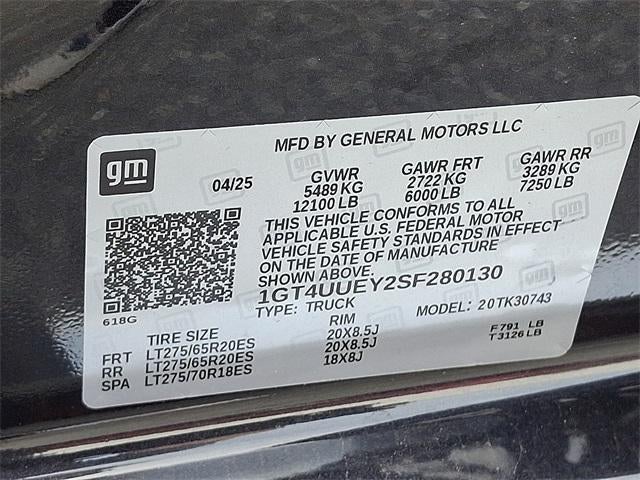 MFD BY GENERAL MOTORS LLC
gm
04/25
GVWR GAWR FRT GAWR RR
5489 KG 2722 KG 3289 KG
12100 LB 6000 LB 7250 LB
THIS VEHICLE CONFORMS TO ALL
APPLICABLE U.S. FEDERAL MOTOR
VEHICLE SAFETY STANDARDS IN EFFECT
ON THE DATE OF MANUFACTURE
SHOWN ABOVE.
1GT4UUEY2SF280130
618G
TYPE: TRUCK MODEL: 20TK30743
TIRE SIZE RIM
FRT LT275/65R20ES 20X8.5J F 791 LB
RR LT275/65R20ES 20X8.5J T 3126 LB
SPA LT275/70R18ES 18X8J